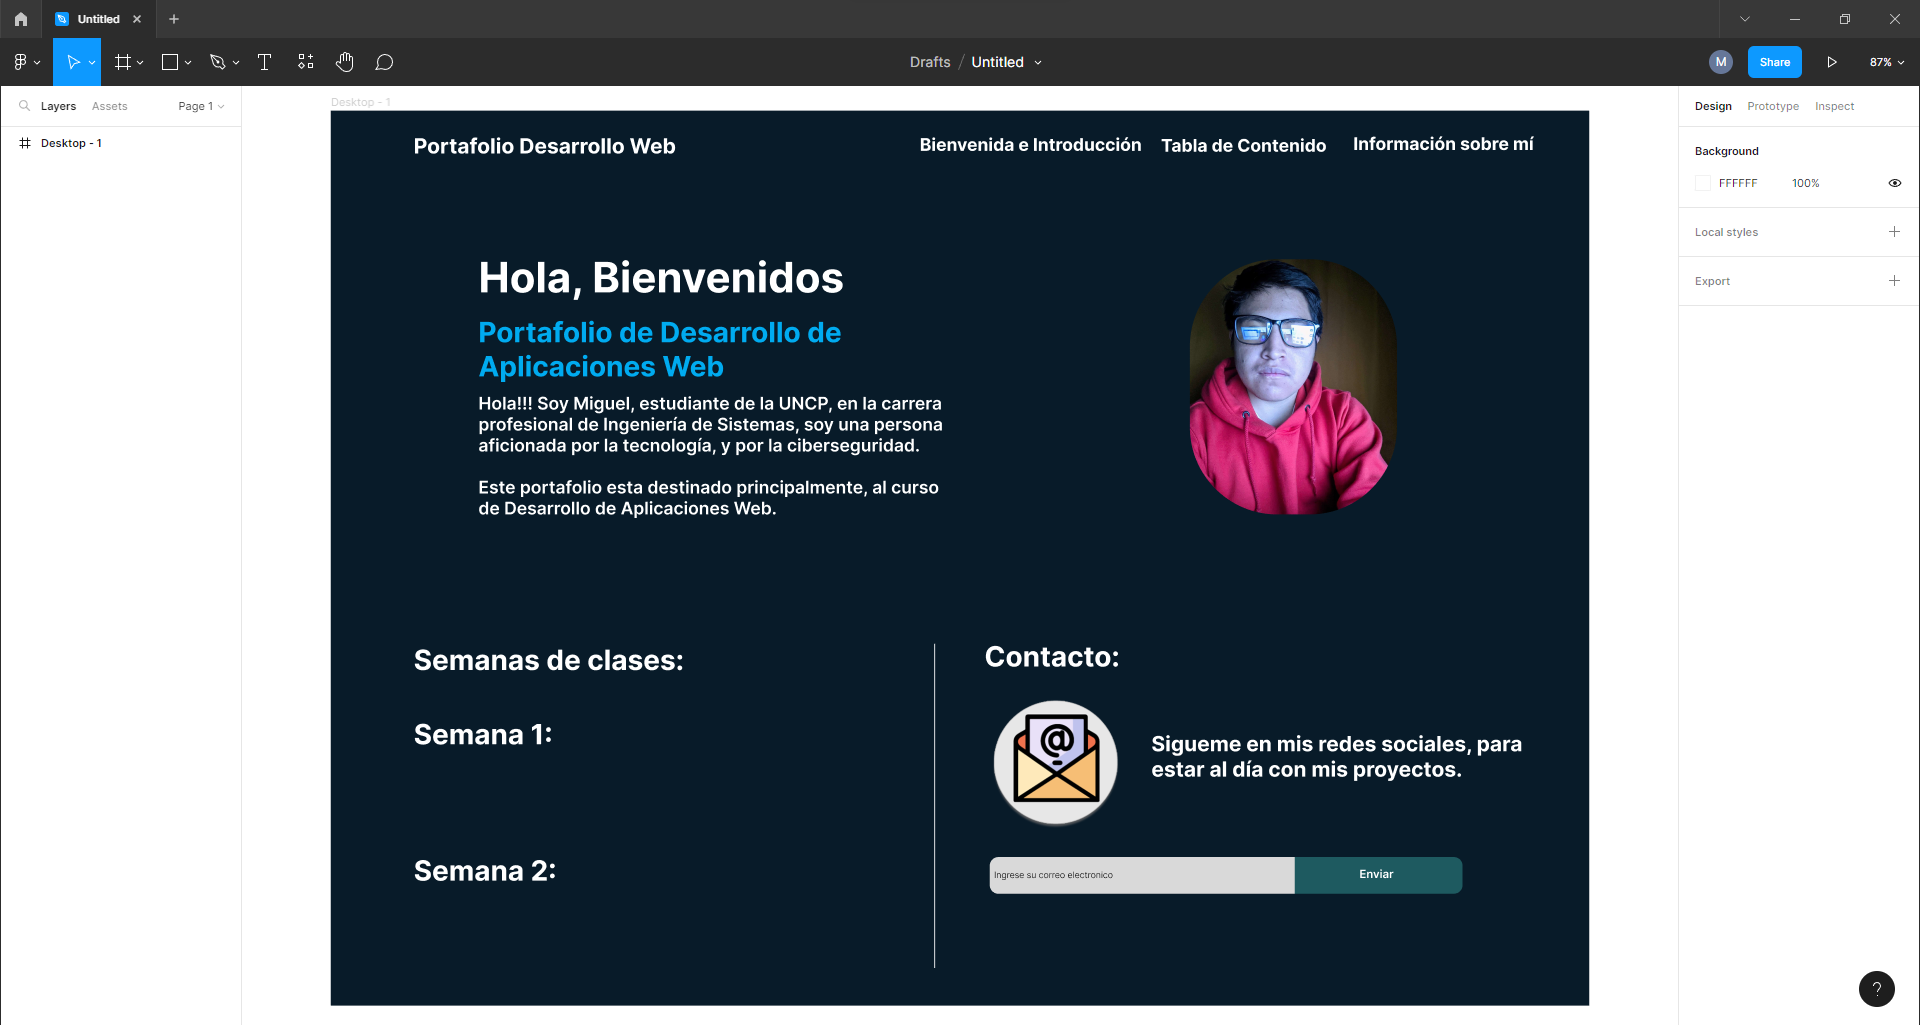 Untitled
Drafts / Untitled
M
Share
87%
Layers
Assets
Page 1
Desktop - 1
Desktop - 1
Design
Prototype
Inspect
Background
FFFFFF
100%
Local styles
Export
Portafolio Desarrollo Web
Bienvenida e Introducción
Tabla de Contenido
Información sobre mí
Hola, Bienvenidos
Portafolio de Desarrollo de
Aplicaciones Web
Hola!!! Soy Miguel, estudiante de la UNCP, en la carrera
profesional de Ingeniería de Sistemas, soy una persona
aficionada por la tecnología, y por la ciberseguridad.
Este portafolio esta destinado principalmente, al curso
de Desarrollo de Aplicaciones Web.
Semanas de clases:
Semana 1:
Semana 2:
Contacto:
@
Sigueme en mis redes sociales, para
estar al día con mis proyectos.
Ingrese su correo electronico
Enviar
?